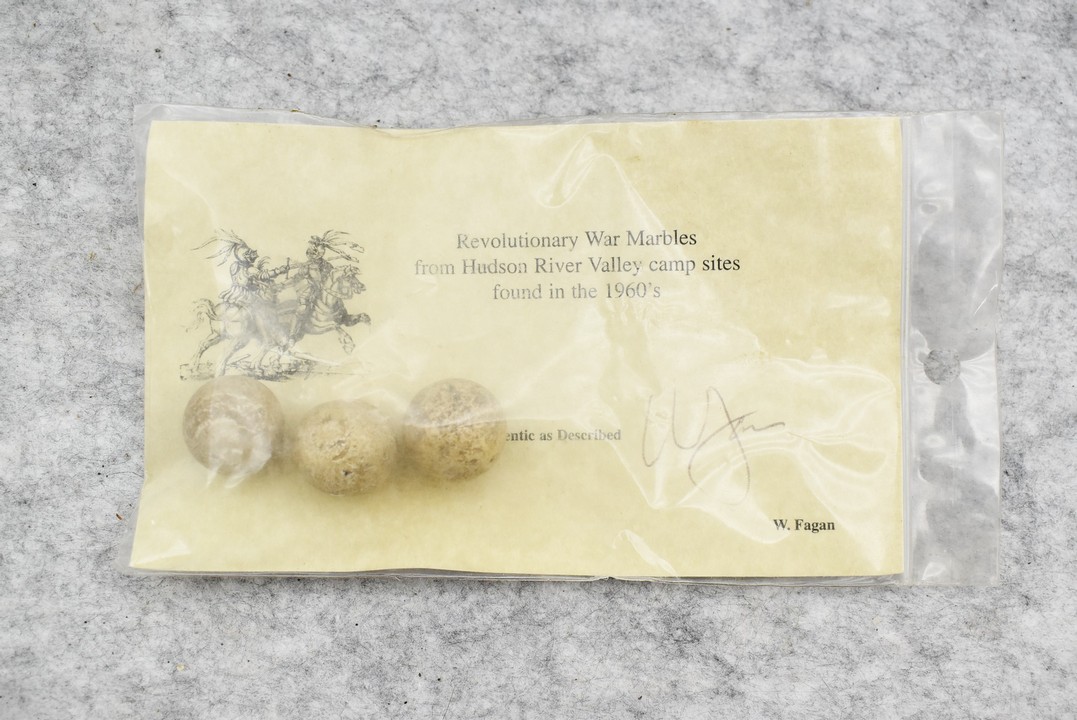 Revolutionary War Marbles
from Hudson River Valley camp sites
found in the 1960's
entic as Described
W. Fagan